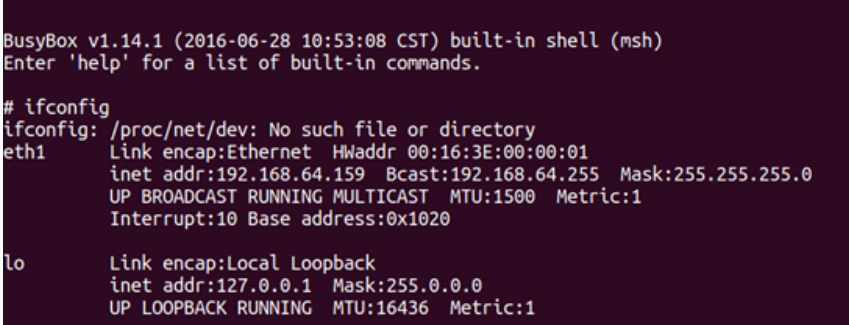 BusyBox v1.14.1 (2016-06-28 10:53:08 CST) built-in shell (msh)
Enter 'help' for a list of built-in commands.
# ifconfig
ifconfig: /proc/net/dev: No such file or directory
eth1 Link encap:Ethernet HWaddr 00:16:3E:00:00:01
inet addr:192.168.64.159 Bcast:192.168.64.255 Mask:255.255.255.0
UP BROADCAST RUNNING MULTICAST MTU:1500 Metric:1
Interrupt:10 Base address:0x1020
lo Link encap:Local Loopback
inet addr:127.0.0.1 Mask:255.0.0.0
UP LOOPBACK RUNNING MTU:16436 Metric:1